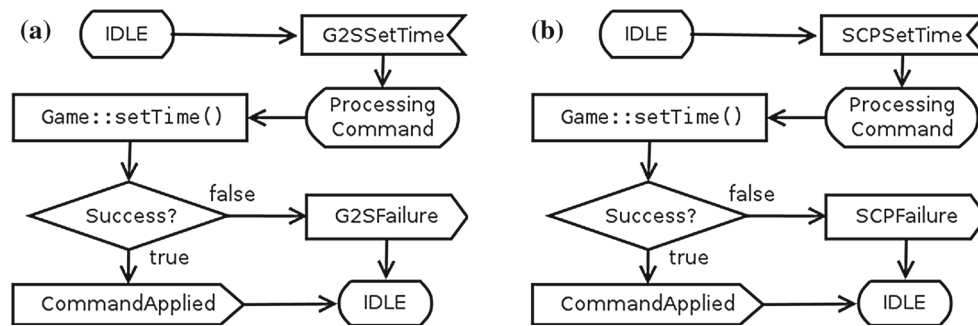 (a)
IDLE
G2SSetTime
Processing
Command
Game::setTime()
Success?
false
G2SFailure
true
CommandApplied
IDLE
(b)
IDLE
SCPSetTime
Processing
Command
Game::setTime()
Success?
false
SCPFailure
true
CommandApplied
IDLE